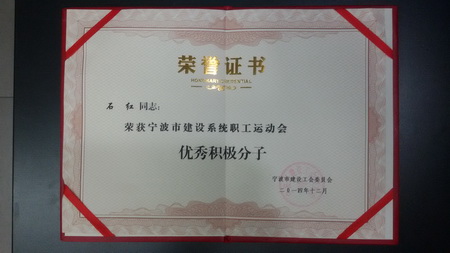 荣誉证书
HONORARY CREDENTIAL
石 红 同志：
荣获宁波市建设系统职工运动会
优秀积极分子
宁波市建设工会委员会
二〇一四年十二月